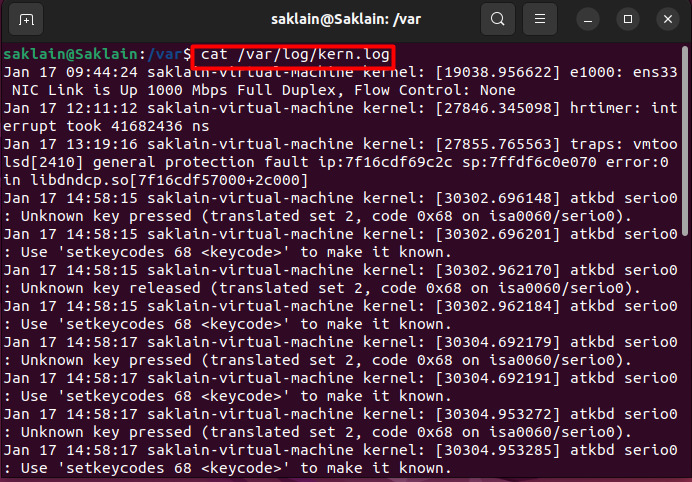 saklain@Saklain: /var
saklain@Saklain:/var$ cat /var/log/kern.log
Jan 17 09:44:24 saklain-virtual-machine kernel: [19038.956622] e1000: ens33
 NIC Link is Up 1000 Mbps Full Duplex, Flow Control: None
Jan 17 12:11:12 saklain-virtual-machine kernel: [27846.345098] hrtimer: int
errupt took 41682436 ns
Jan 17 13:19:16 saklain-virtual-machine kernel: [27855.765563] traps: vmtoo
lsd[2410] general protection fault ip:7f16cdf69c2c sp:7ffdf6c0e070 error:0
in libdndcp.so[7f16cdf57000+2c000]
Jan 17 14:58:15 saklain-virtual-machine kernel: [30302.696148] atkbd serio0
: Unknown key pressed (translated set 2, code 0x68 on isa0060/serio0).
Jan 17 14:58:15 saklain-virtual-machine kernel: [30302.696201] atkbd serio0
: Use 'setkeycodes 68 <keycode>' to make it known.
Jan 17 14:58:15 saklain-virtual-machine kernel: [30302.962170] atkbd serio0
: Unknown key released (translated set 2, code 0x68 on isa0060/serio0).
Jan 17 14:58:15 saklain-virtual-machine kernel: [30302.962184] atkbd serio0
: Use 'setkeycodes 68 <keycode>' to make it known.
Jan 17 14:58:17 saklain-virtual-machine kernel: [30304.692179] atkbd serio0
: Unknown key pressed (translated set 2, code 0x68 on isa0060/serio0).
Jan 17 14:58:17 saklain-virtual-machine kernel: [30304.692191] atkbd serio0
: Use 'setkeycodes 68 <keycode>' to make it known.
Jan 17 14:58:17 saklain-virtual-machine kernel: [30304.953272] atkbd serio0
: Unknown key pressed (translated set 2, code 0x68 on isa0060/serio0).
Jan 17 14:58:17 saklain-virtual-machine kernel: [30304.953285] atkbd serio0
: Use 'setkeycodes 68 <keycode>' to make it known.